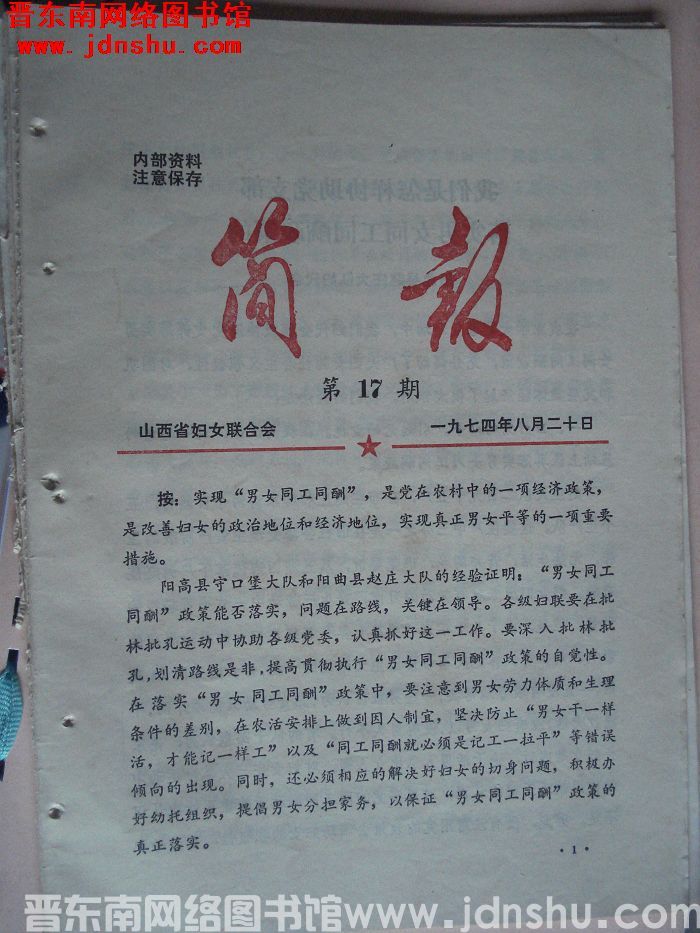 晋东南网络图书馆
www.jdnshu.com
内部资料
注意保存
简报
第17期
山西省妇女联合会
一九七四年八月二十日
按：实现“男女同工同酬”，是党在农村中的一项经济政策，
是改善妇女的政治地位和经济地位，实现真正男女平等的一项重要
措施。
阳高县守口堡大队和阳曲县赵庄大队的经验证明：“男女同工
同酬”政策能否落实，问题在路线，关键在领导。各级妇联要在批
林批孔运动中协助各级党委，认真抓好这一工作。要深入批林批
孔，划清路线是非，提高贯彻执行“男女同工同酬”政策的自觉性。
在落实“男女同工同酬”政策中，要注意到男女劳力体质和生理
条件的差别，在农活安排上做到因人制宜，坚决防止“男女干一样
活，才能记一样工”以及“同工同酬就必须是记工一拉平”等错误
倾向的出现。同时，还必须相应的解决好妇女的切身问题，积极办
好幼托组织，提倡男女分担家务，以保证“男女同工同酬”政策的
真正落实。
·1·
晋东南网络图书馆www.jdnshu.com